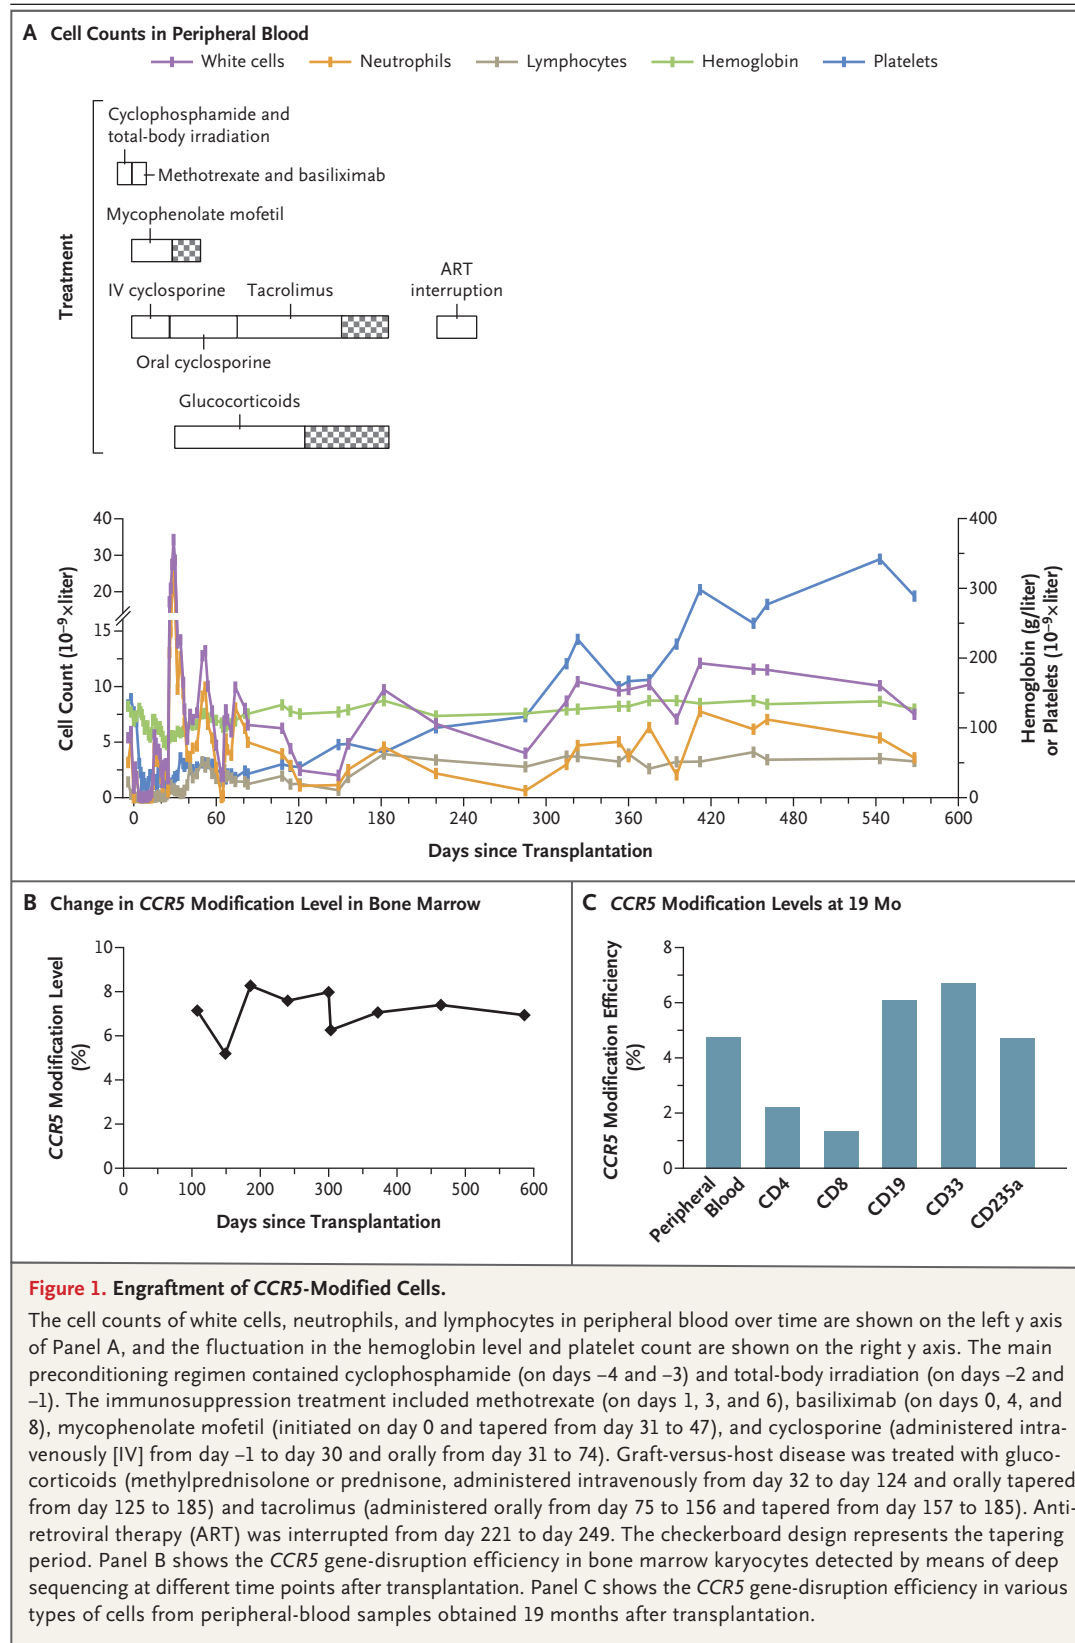 A Cell Counts in Peripheral Blood
White cells Neutrophils Lymphocytes Hemoglobin Platelets
Cyclophosphamide and
total-body irradiation
Methotrexate and basiliximab
Mycophenolate mofetil
ART
interruption
IV cyclosporine Tacrolimus
Oral cyclosporine
Glucocorticoids
Treatment
40
30
20
15
10
5
0
Cell Count (10⁻⁹×liter)
400
300
200
100
0
Hemoglobin (g/liter)
or Platelets (10⁻⁹×liter)
0 60 120 180 240 300 360 420 480 540 600
Days since Transplantation
B Change in CCR5 Modification Level in Bone Marrow
CCR5 Modification Level
(%)
10
8
6
4
2
0
0 100 200 300 400 500 600
Days since Transplantation
C CCR5 Modification Levels at 19 Mo
CCR5 Modification Efficiency
(%)
8
6
4
2
0
Peripheral
Blood
CD4
CD8
CD19
CD33
CD235a
Figure 1. Engraftment of CCR5-Modified Cells.
The cell counts of white cells, neutrophils, and lymphocytes in peripheral blood over time are shown on the left y axis
of Panel A, and the fluctuation in the hemoglobin level and platelet count are shown on the right y axis. The main
preconditioning regimen contained cyclophosphamide (on days –4 and –3) and total-body irradiation (on days –2 and
–1). The immunosuppression treatment included methotrexate (on days 1, 3, and 6), basiliximab (on days 0, 4, and
8), mycophenolate mofetil (initiated on day 0 and tapered from day 31 to 47), and cyclosporine (administered intra-
venously [IV] from day –1 to day 30 and orally from day 31 to 74). Graft-versus-host disease was treated with gluco-
corticoids (methylprednisolone or prednisone, administered intravenously from day 32 to day 124 and orally tapered
from day 125 to 185) and tacrolimus (administered orally from day 75 to 156 and tapered from day 157 to 185). Anti-
retroviral therapy (ART) was interrupted from day 221 to day 249. The checkerboard design represents the tapering
period. Panel B shows the CCR5 gene-disruption efficiency in bone marrow karyocytes detected by means of deep
sequencing at different time points after transplantation. Panel C shows the CCR5 gene-disruption efficiency in various
types of cells from peripheral-blood samples obtained 19 months after transplantation.